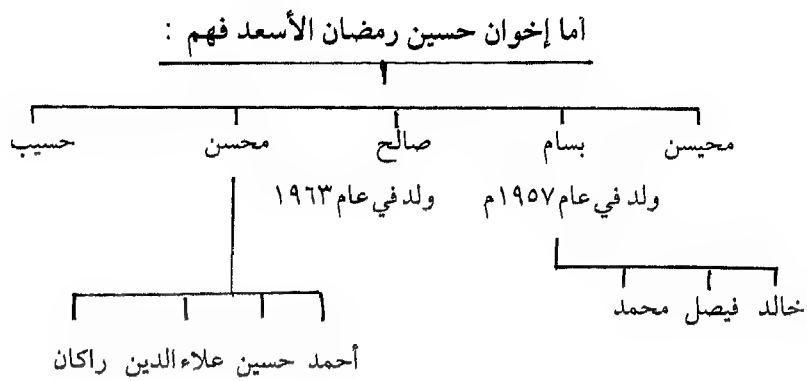 أما إخوان حسين رمضان الأسعد فهم :
محيسن بسام صالح محسن حسيب
ولد في عام ١٩٥٧م ولد في عام ١٩٦٣
خالد فيصل محمد
أحمد حسين علاء الدين راكان